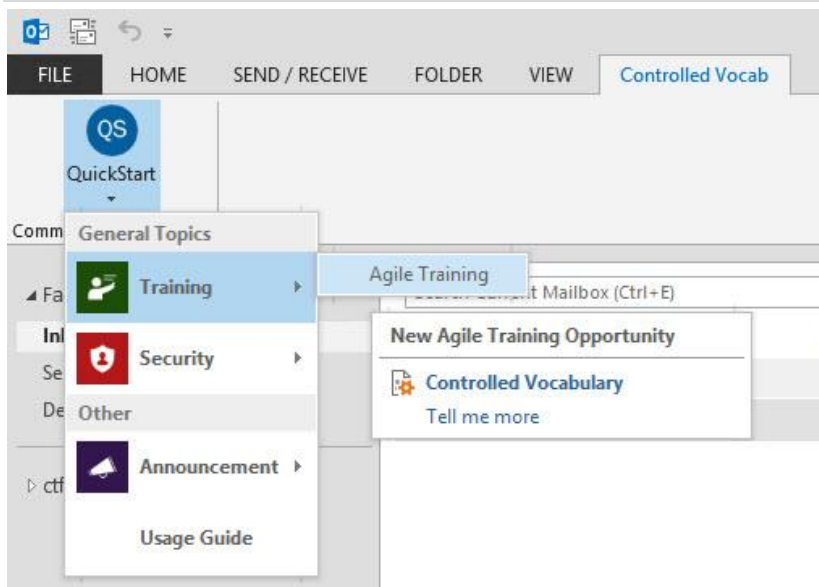 FILE HOME SEND / RECEIVE FOLDER VIEW Controlled Vocab
QS
QuickStart
Comm
General Topics
Training
Agile Training
Fa
Mailbox (Ctrl+E)
Inl
New Agile Training Opportunity
Security
Se
Controlled Vocabulary
De
Other
Tell me more
Announcement
ctf
Usage Guide